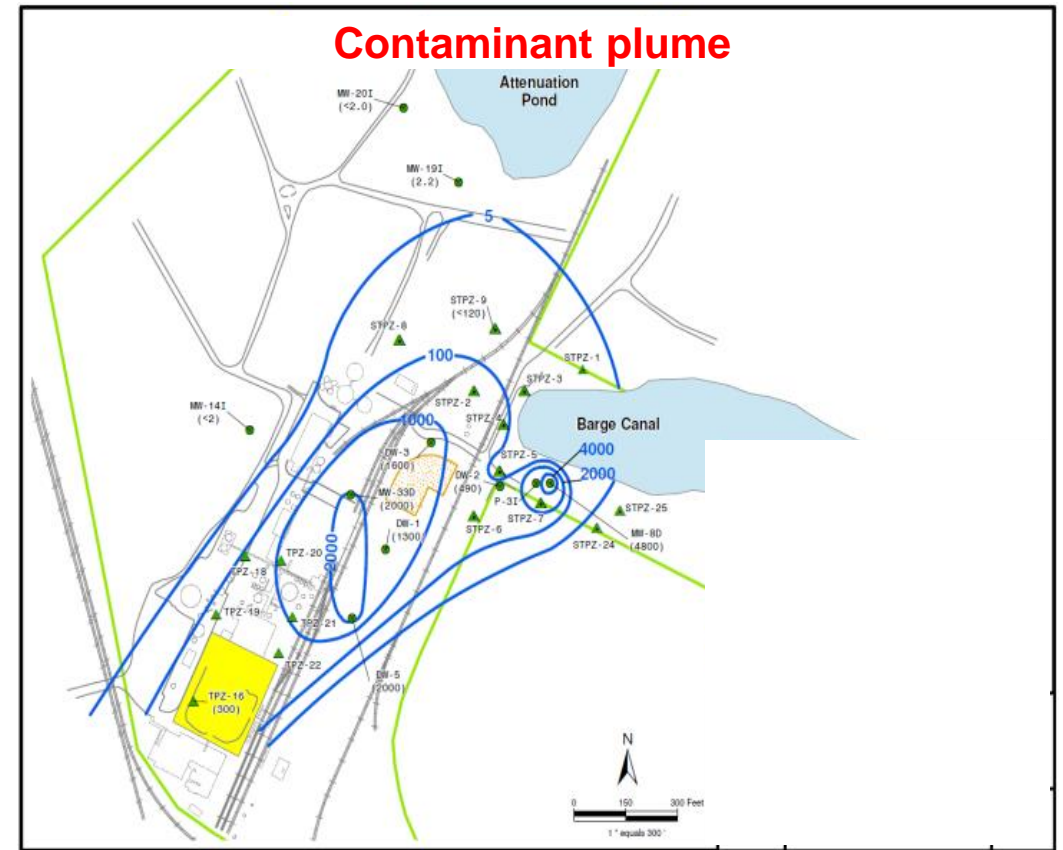 Contaminant plume
Attenuation
Pond
MW-20I
(<2.0)
MW-19I
(2.2)
5
STPZ-9
(<120)
STPZ-8
100
STPZ-1
STPZ-3
STPZ-2
MW-14I
(<2)
1000
STPZ-4
Barge Canal
DW-3
(1600)
STPZ-5
4000
DW-2
(490)
2000
MW-33D
(2000)
P-3I
STPZ-7
STPZ-25
DW-1
(1300)
STPZ-6
STPZ-24
MW-8D
(4800)
2000
TPZ-20
TPZ-18
TPZ-19
TPZ-21
TPZ-22
DW-5
(2000)
TPZ-16
(300)
N
0 150 300 Feet
1 " equals 300 '